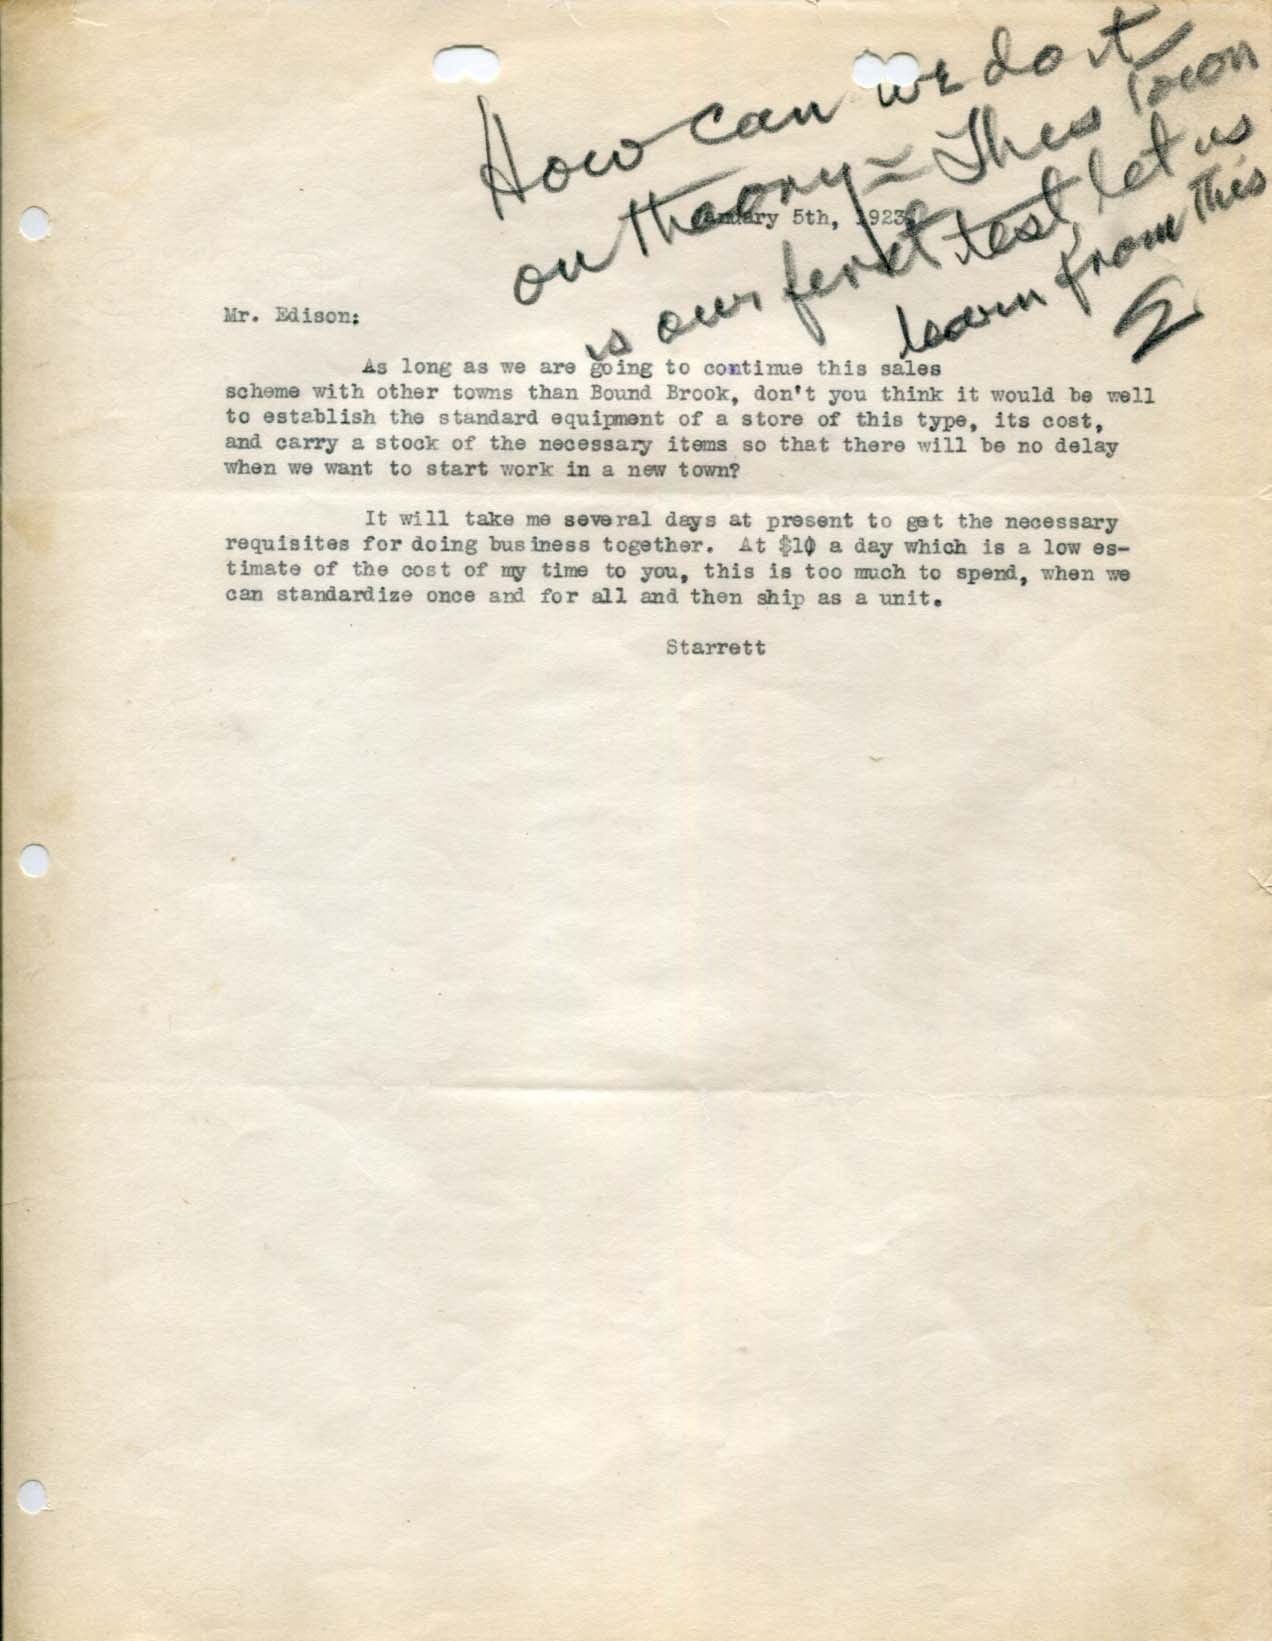 How can we do it
on theory = This town
is our first test, let us
learn from this
E
January 5th, 1923
Mr. Edison:
As long as we are going to continue this sales
scheme with other towns than Bound Brook, don't you think it would be well
to establish the standard equipment of a store of this type, its cost,
and carry a stock of the necessary items so that there will be no delay
when we want to start work in a new town?
It will take me several days at present to get the necessary
requisites for doing business together. At $10 a day which is a low es-
timate of the cost of my time to you, this is too much to spend, when we
can standardize once and for all and then ship as a unit.
Starrett